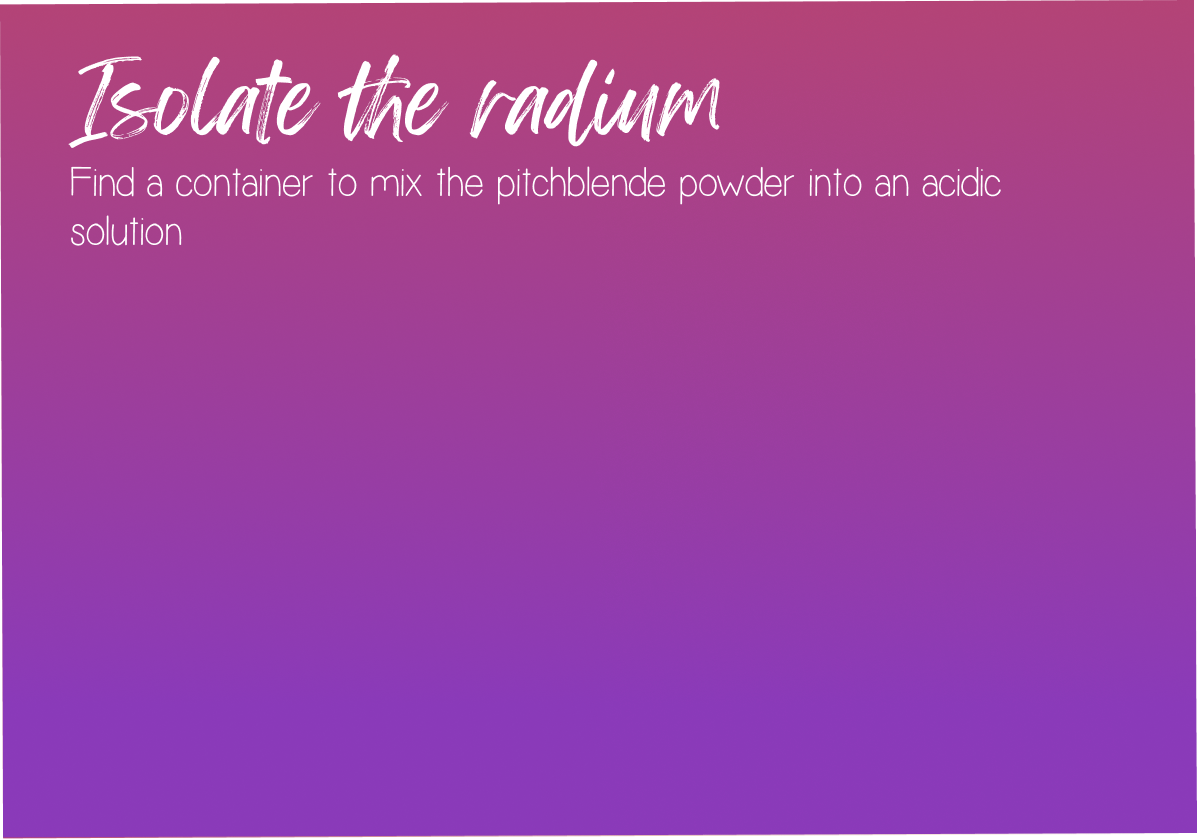 Isolate the radium
Find a container to mix the pitchblende powder into an acidic
solution